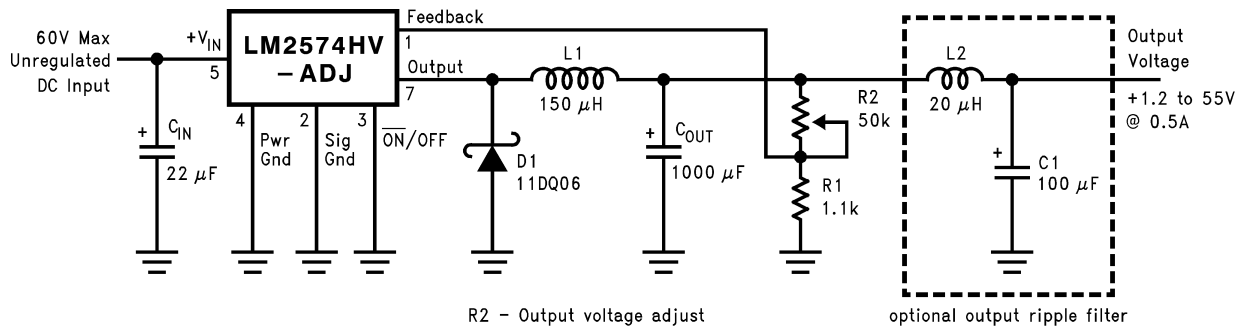 60V Max
Unregulated
DC Input
+VIN
5
LM2574HV
-ADJ
Feedback
1
Output
7
4
Pwr
Gnd
2
Sig
Gnd
3
ON/OFF
+
CIN
22 μF
D1
11DQ06
L1
150 μH
+
COUT
1000 μF
R2
50k
R1
1.1k
L2
20 μH
+
C1
100 μF
Output
Voltage
+1.2 to 55V
@ 0.5A
R2 - Output voltage adjust
optional output ripple filter